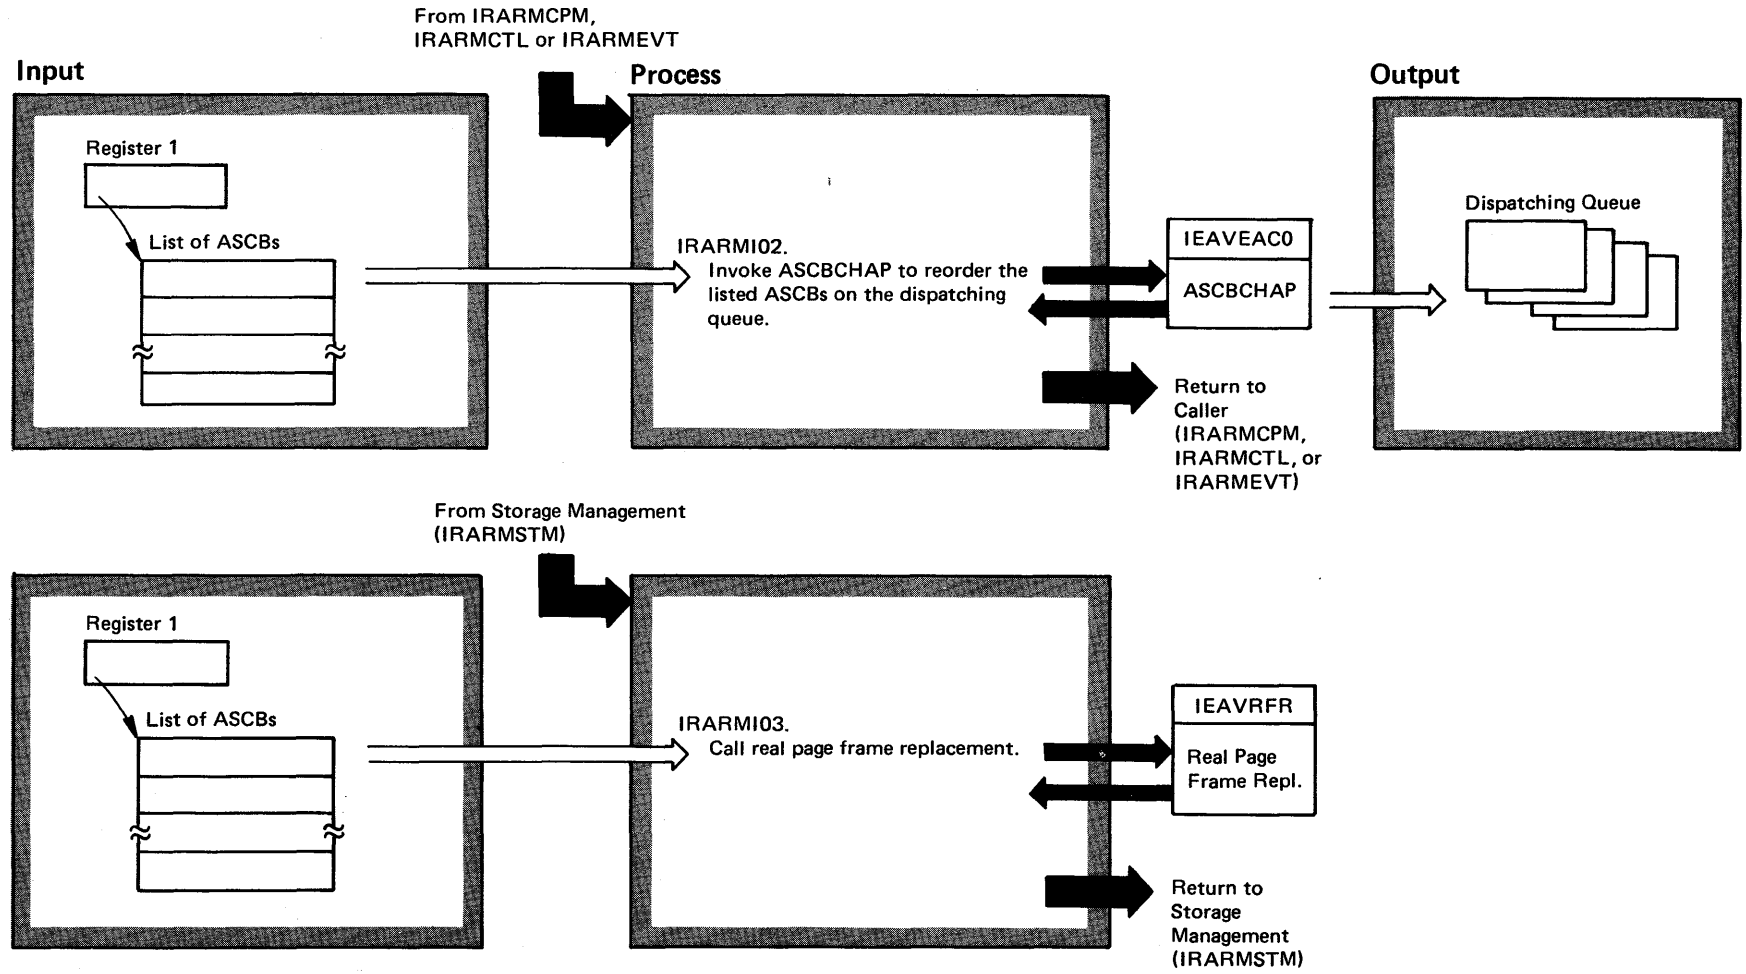 From IRARMCPM,
IRARMCTL or IRARMEVT
Input
Process
Output
Register 1
List of ASCBs
IRARMI02.
Invoke ASCBCHAP to reorder the
listed ASCBs on the dispatching
queue.
IEAVEAC0
ASCBCHAP
Dispatching Queue
Return to
Caller
(IRARMCPM,
IRARMCTL, or
IRARMEVT)
From Storage Management
(IRARMSTM)
Register 1
List of ASCBs
IRARMI03.
Call real page frame replacement.
IEAVRFR
Real Page
Frame Repl.
Return to
Storage
Management
(IRARMSTM)